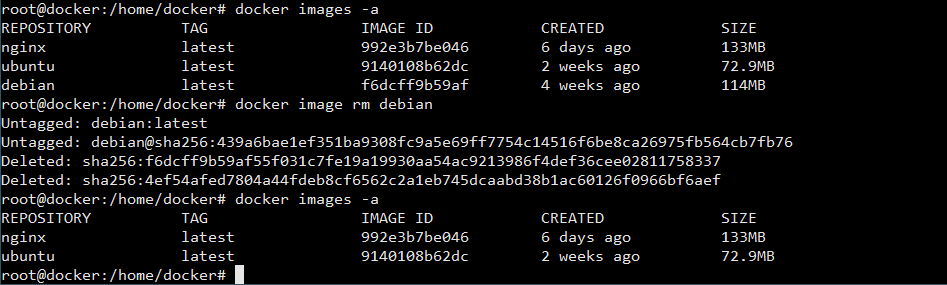 root@docker:/home/docker# docker images -a
REPOSITORY TAG IMAGE ID CREATED SIZE
nginx latest 992e3b7be046 6 days ago 133MB
ubuntu latest 9140108b62dc 2 weeks ago 72.9MB
debian latest f6dcff9b59af 4 weeks ago 114MB
root@docker:/home/docker# docker image rm debian
Untagged: debian:latest
Untagged: debian@sha256:439a6bae1ef351ba9308fc9a5e69ff7754c14516f6be8ca26975fb564cb7fb76
Deleted: sha256:f6dcff9b59af55f031c7fe19a19930aa54ac9213986f4def36cee02811758337
Deleted: sha256:4ef54afed7804a44fdeb8cf6562c2a1eb745dcaabd38b1ac60126f0966bf6aef
root@docker:/home/docker# docker images -a
REPOSITORY TAG IMAGE ID CREATED SIZE
nginx latest 992e3b7be046 6 days ago 133MB
ubuntu latest 9140108b62dc 2 weeks ago 72.9MB
root@docker:/home/docker#